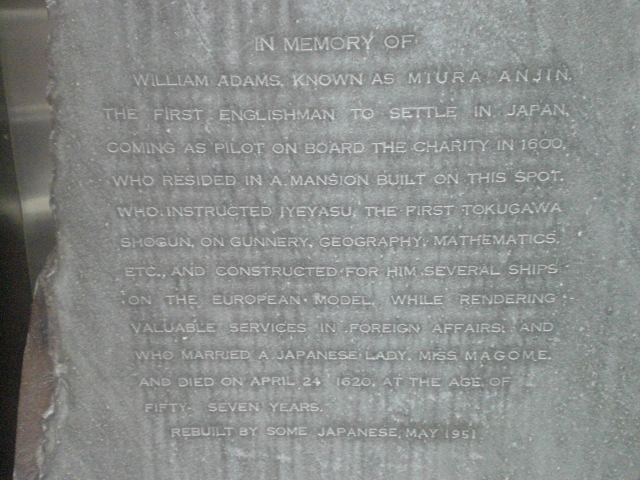 IN MEMORY OF
WILLIAM ADAMS, KNOWN AS MIURA ANJIN,
THE FIRST ENGLISHMAN TO SETTLE IN JAPAN,
COMING AS PILOT ON BOARD THE CHARITY IN 1600,
WHO RESIDED IN A MANSION BUILT ON THIS SPOT,
WHO INSTRUCTED IYEYASU, THE FIRST TOKUGAWA
SHOGUN, ON GUNNERY, GEOGRAPHY, MATHEMATICS,
ETC., AND CONSTRUCTED FOR HIM SEVERAL SHIPS
ON THE EUROPEAN MODEL, WHILE RENDERING
VALUABLE SERVICES IN FOREIGN AFFAIRS, AND
WHO MARRIED A JAPANESE LADY, MISS MAGOME,
AND DIED ON APRIL 24 1620, AT THE AGE OF
FIFTY- SEVEN YEARS.
REBUILT BY SOME JAPANESE, MAY 1951